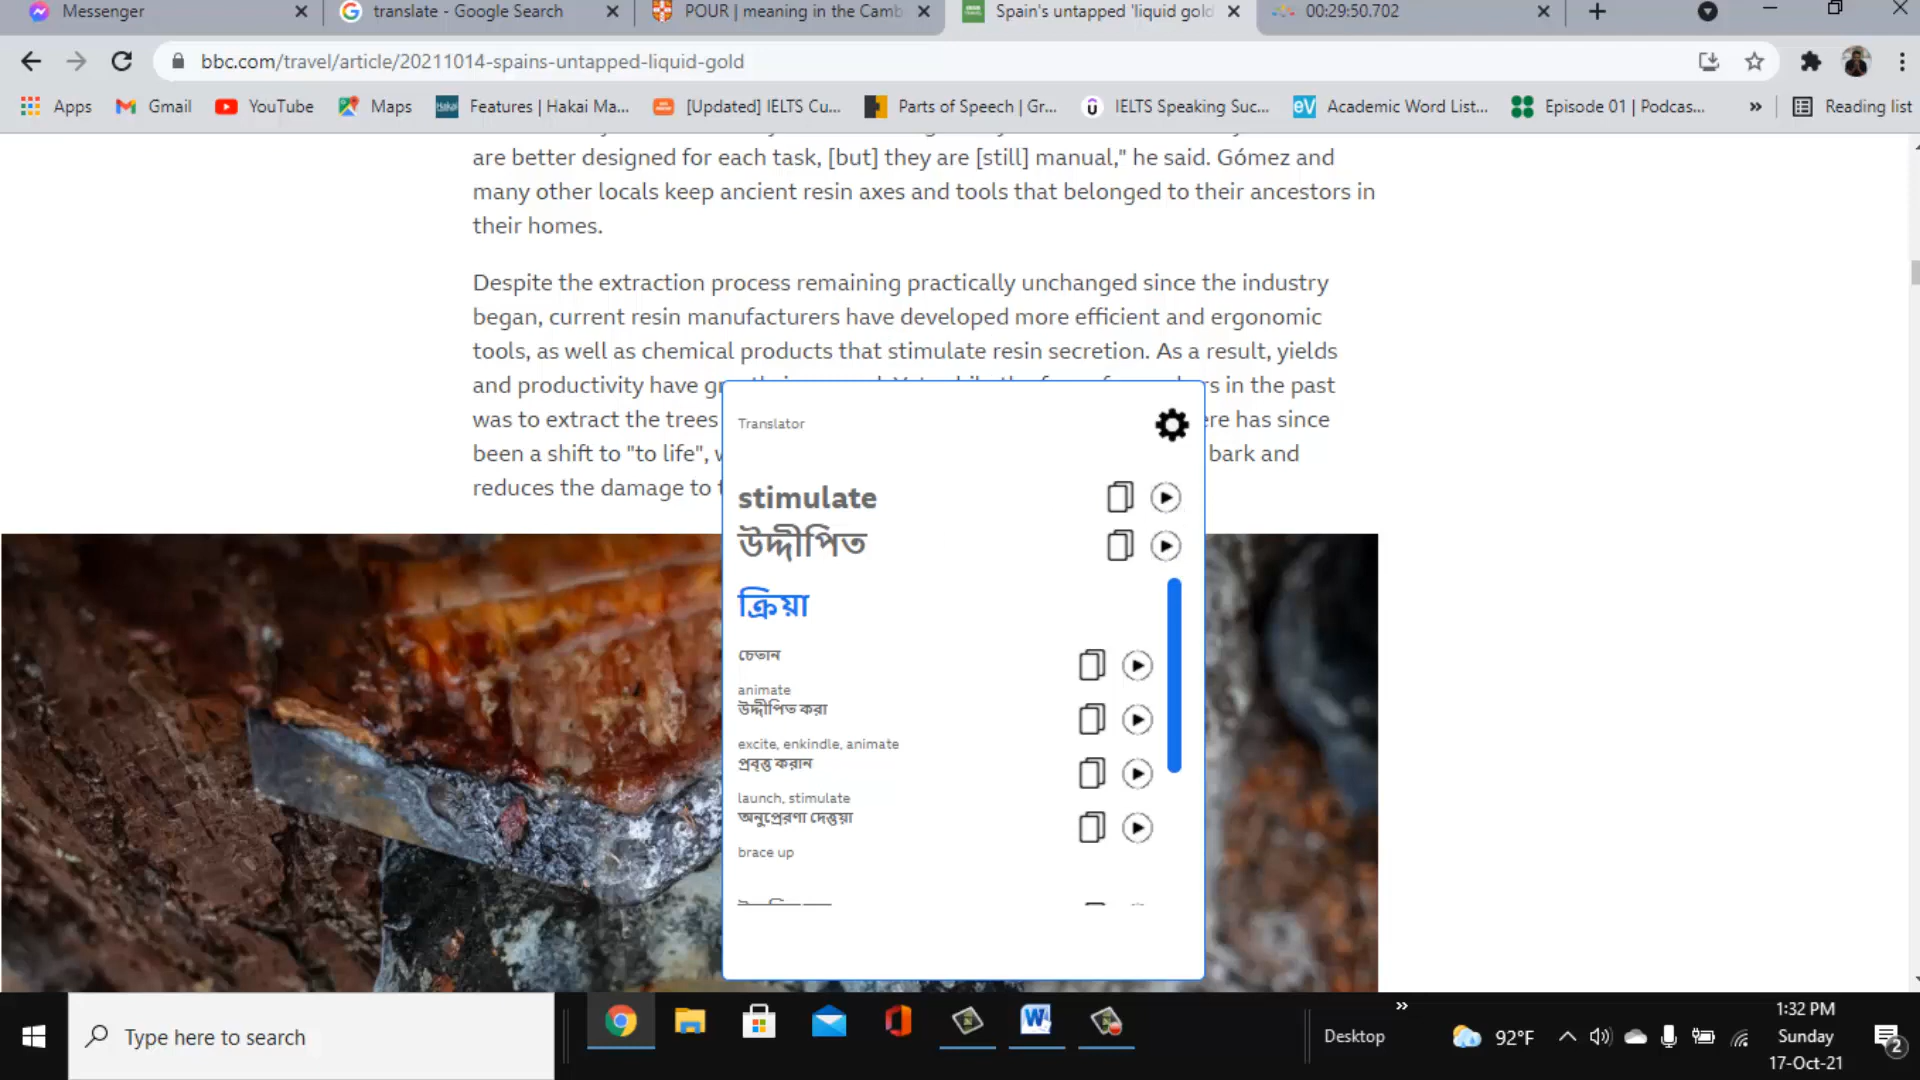 Messenger
translate - Google Search
POUR | meaning in the Camb
Spain's untapped 'liquid gold
00:29:50.702
bbc.com/travel/article/20211014-spains-untapped-liquid-gold
Apps
Gmail
YouTube
Maps
Features | Hakai Ma...
[Updated] IELTS Cu...
Parts of Speech | Gr...
IELTS Speaking Suc...
Academic Word List...
Episode 01 | Podcas...
»
Reading list
are better designed for each task, [but] they are [still] manual," he said. Gómez and
many other locals keep ancient resin axes and tools that belonged to their ancestors in
their homes.
Despite the extraction process remaining practically unchanged since the industry
began, current resin manufacturers have developed more efficient and ergonomic
tools, as well as chemical products that stimulate resin secretion. As a result, yields
and productivity have in the past
was to extract the trees has since
been a shift to "to life", bark and
reduces the damage to
Translator
stimulate
উদ্দীপিত
ক্রিয়া
চেতান
animate
উদ্দীপিত করা
excite, enkindle, animate
প্রবৃত্ত করান
launch, stimulate
অনুপ্রেরণা দেত্তয়া
brace up
Type here to search
Desktop
»
92°F
1:32 PM
Sunday
17-Oct-21
2